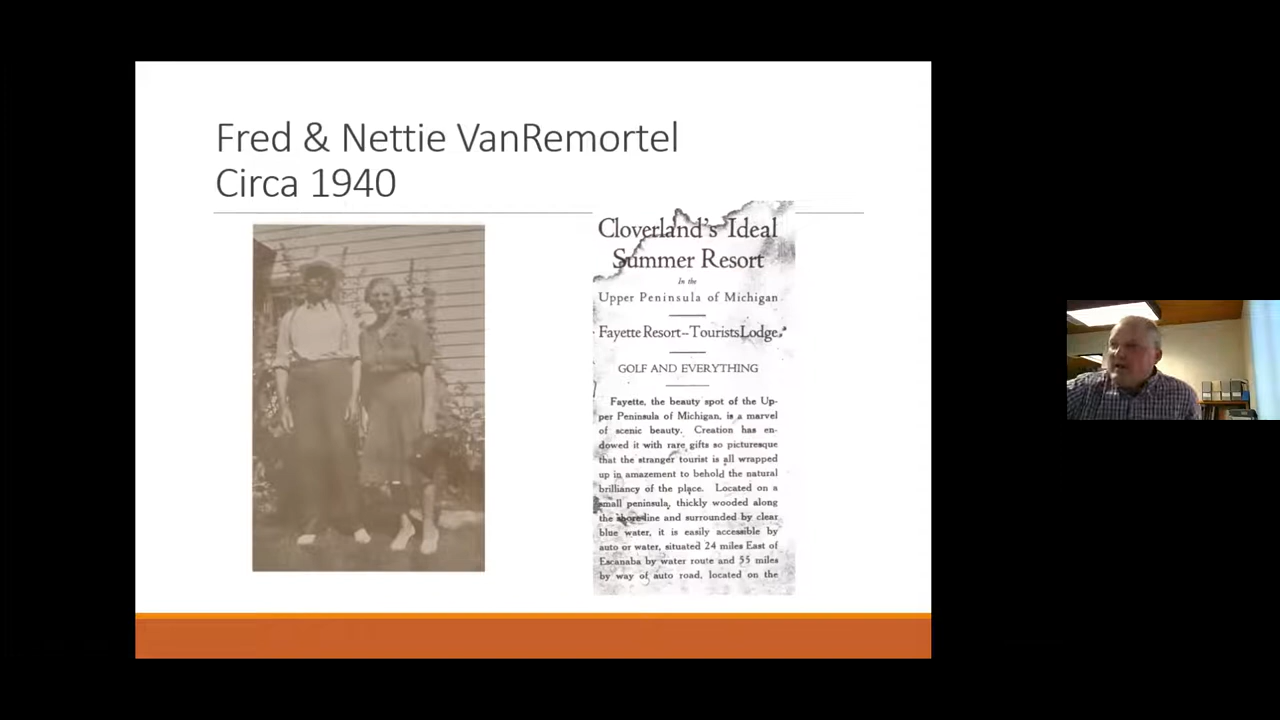 Fred & Nettie VanRemortel
Circa 1940
Cloverland's Ideal
Summer Resort
In the
Upper Peninsula of Michigan
Fayette Resort–Tourists Lodge
GOLF AND EVERYTHING
Fayette, the beauty spot of the Up-
per Peninsula of Michigan, is a marvel
of scenic beauty. Creation has en-
dowed it with rare gifts so picturesque
that the stranger tourist is all wrapped
up in amazement to behold the natural
brilliancy of the place. Located on a
small peninsula, thickly wooded along
the shoreline and surrounded by clear
blue water, it is easily accessible by
auto or water, situated 24 miles East of
Escanaba by water route and 55 miles
by way of auto road, located on the